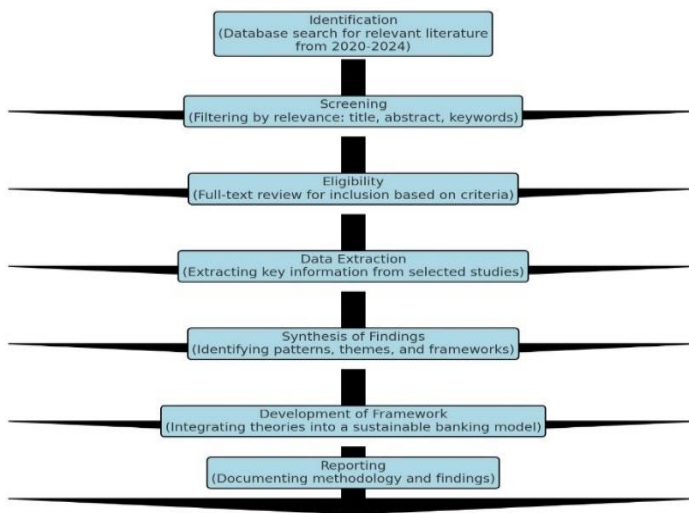 Identification
(Database search for relevant literature
from 2020-2024)
Screening
(Filtering by relevance: title, abstract, keywords)
Eligibility
(Full-text review for inclusion based on criteria)
Data Extraction
(Extracting key information from selected studies)
Synthesis of Findings
(Identifying patterns, themes, and frameworks)
Development of Framework
(Integrating theories into a sustainable banking model)
Reporting
(Documenting methodology and findings)